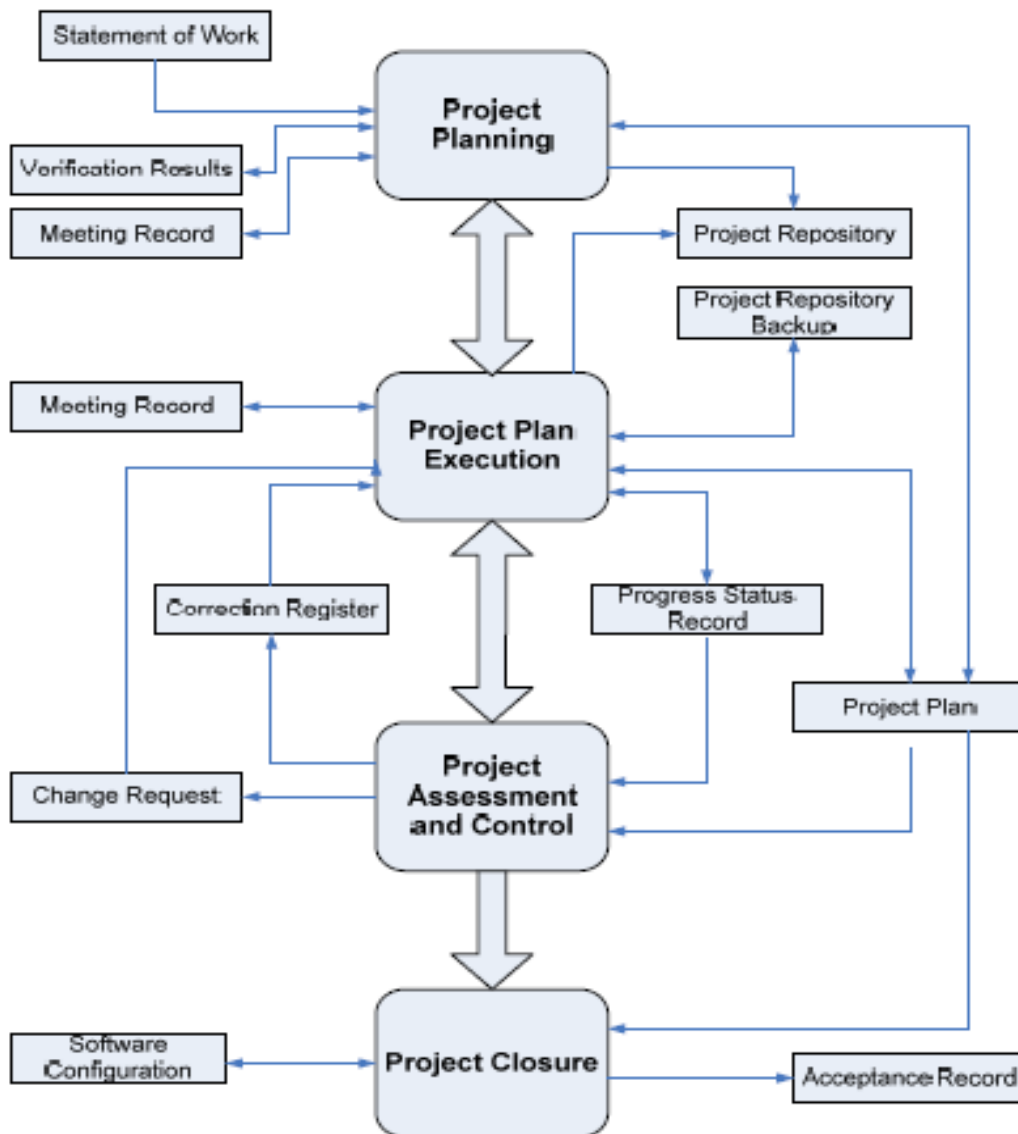 Statement of Work
Project
Planning
Verification Results
Meeting Record
Project Repository
Project Repository
Backup
Meeting Record
Project Plan
Execution
Correction Register
Progress Status
Record
Project Plan
Project
Assessment
and Control
Change Request
Software
Configuration
Project Closure
Acceptance Record